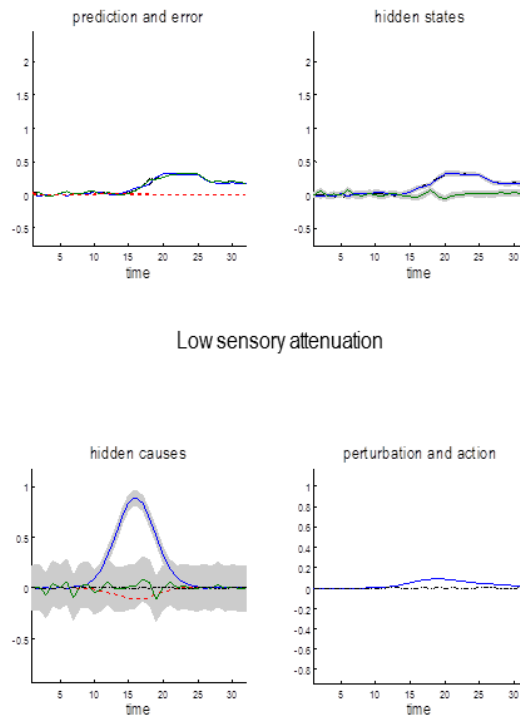 prediction and error
2
1.5
1
0.5
0
-0.5
5 10 15 20 25 30
time
hidden states
2
1.5
1
0.5
0
-0.5
5 10 15 20 25 30
time
Low sensory attenuation
hidden causes
1
0.5
0
-0.5
5 10 15 20 25 30
time
perturbation and action
1
0.8
0.6
0.4
0.2
0
-0.2
-0.4
-0.6
-0.8
5 10 15 20 25 30
time